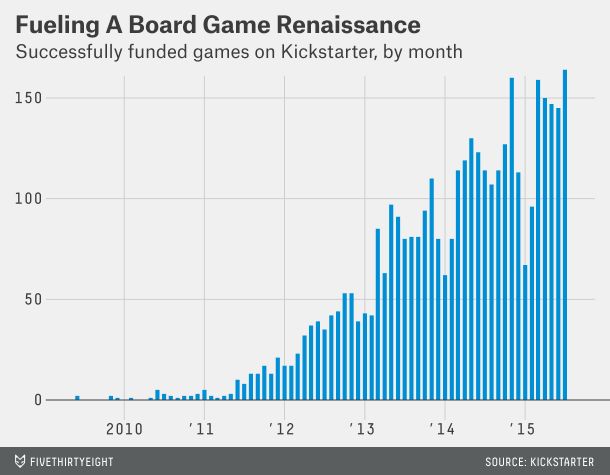 Fueling A Board Game Renaissance
Successfully funded games on Kickstarter, by month
150
100
50
0
2010 ’11 ’12 ’13 ’14 ’15
FIVETHIRTYEIGHT SOURCE: KICKSTARTER